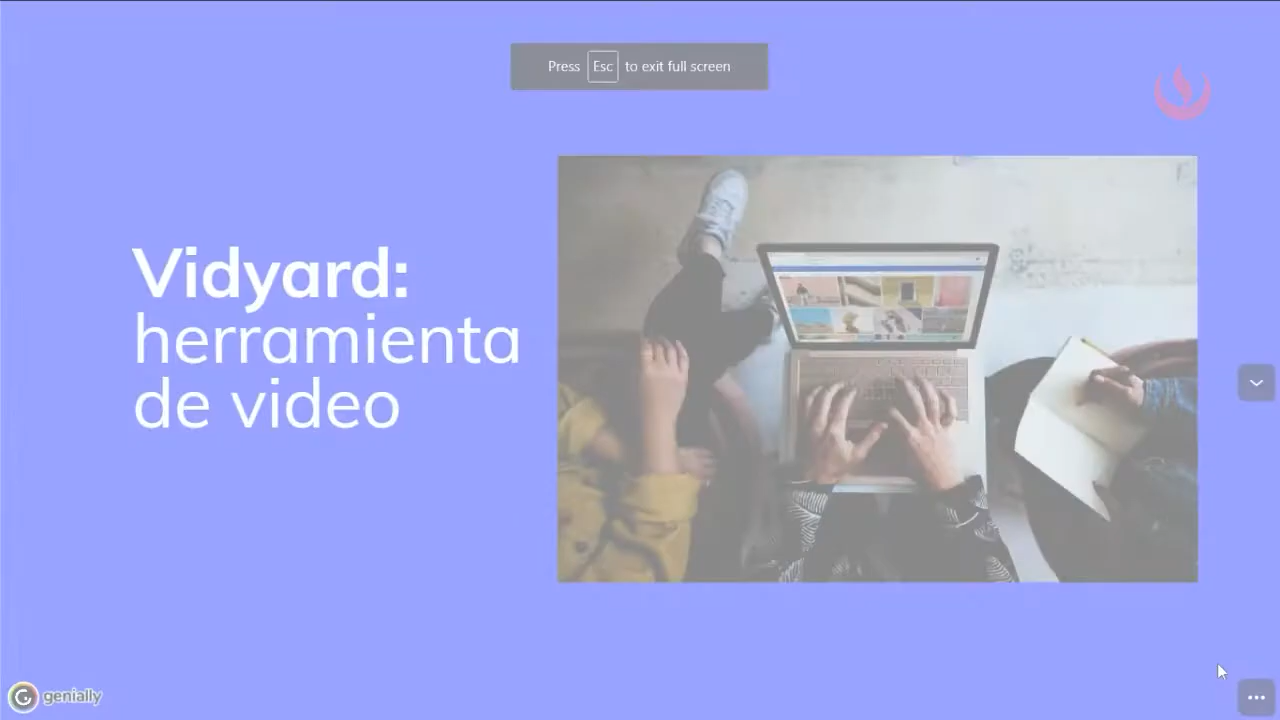 Press Esc to exit full screen
Vidyard:
herramienta
de video
genially